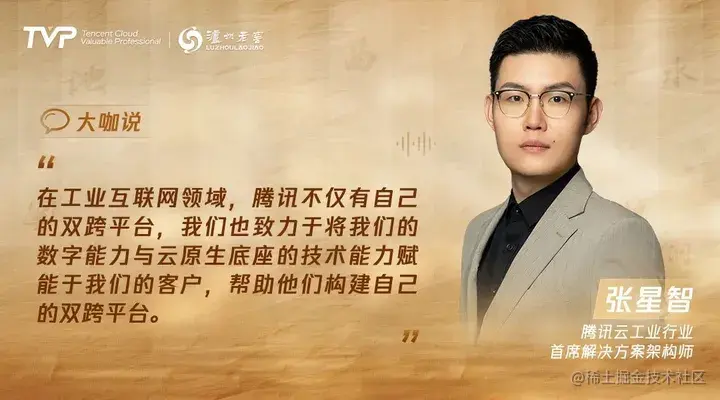 TVP
Tencent Cloud
Valuable Professional
泸州老窖
LUZHOULAOJIAO
大咖说
“
在工业互联网领域，腾讯不仅有自己
的双跨平台，我们也致力于将我们的
数字能力与云原生底座的技术能力赋
能于我们的客户，帮助他们构建自己
的双跨平台。
”
张星智
腾讯云工业行业
首席解决方案架构师
@稀土掘金技术社区